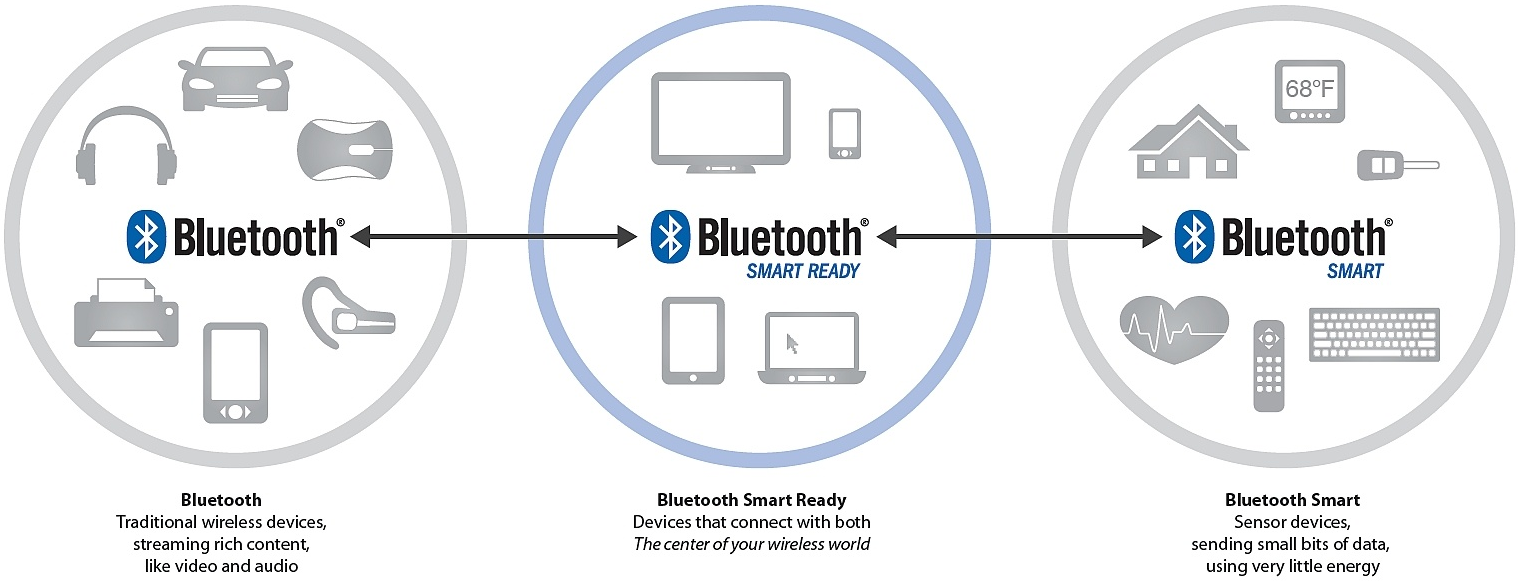 68°F
Bluetooth®
Bluetooth®
SMART READY
Bluetooth®
SMART
Bluetooth
Traditional wireless devices,
streaming rich content,
like video and audio
Bluetooth Smart Ready
Devices that connect with both
The center of your wireless world
Bluetooth Smart
Sensor devices,
sending small bits of data,
using very little energy